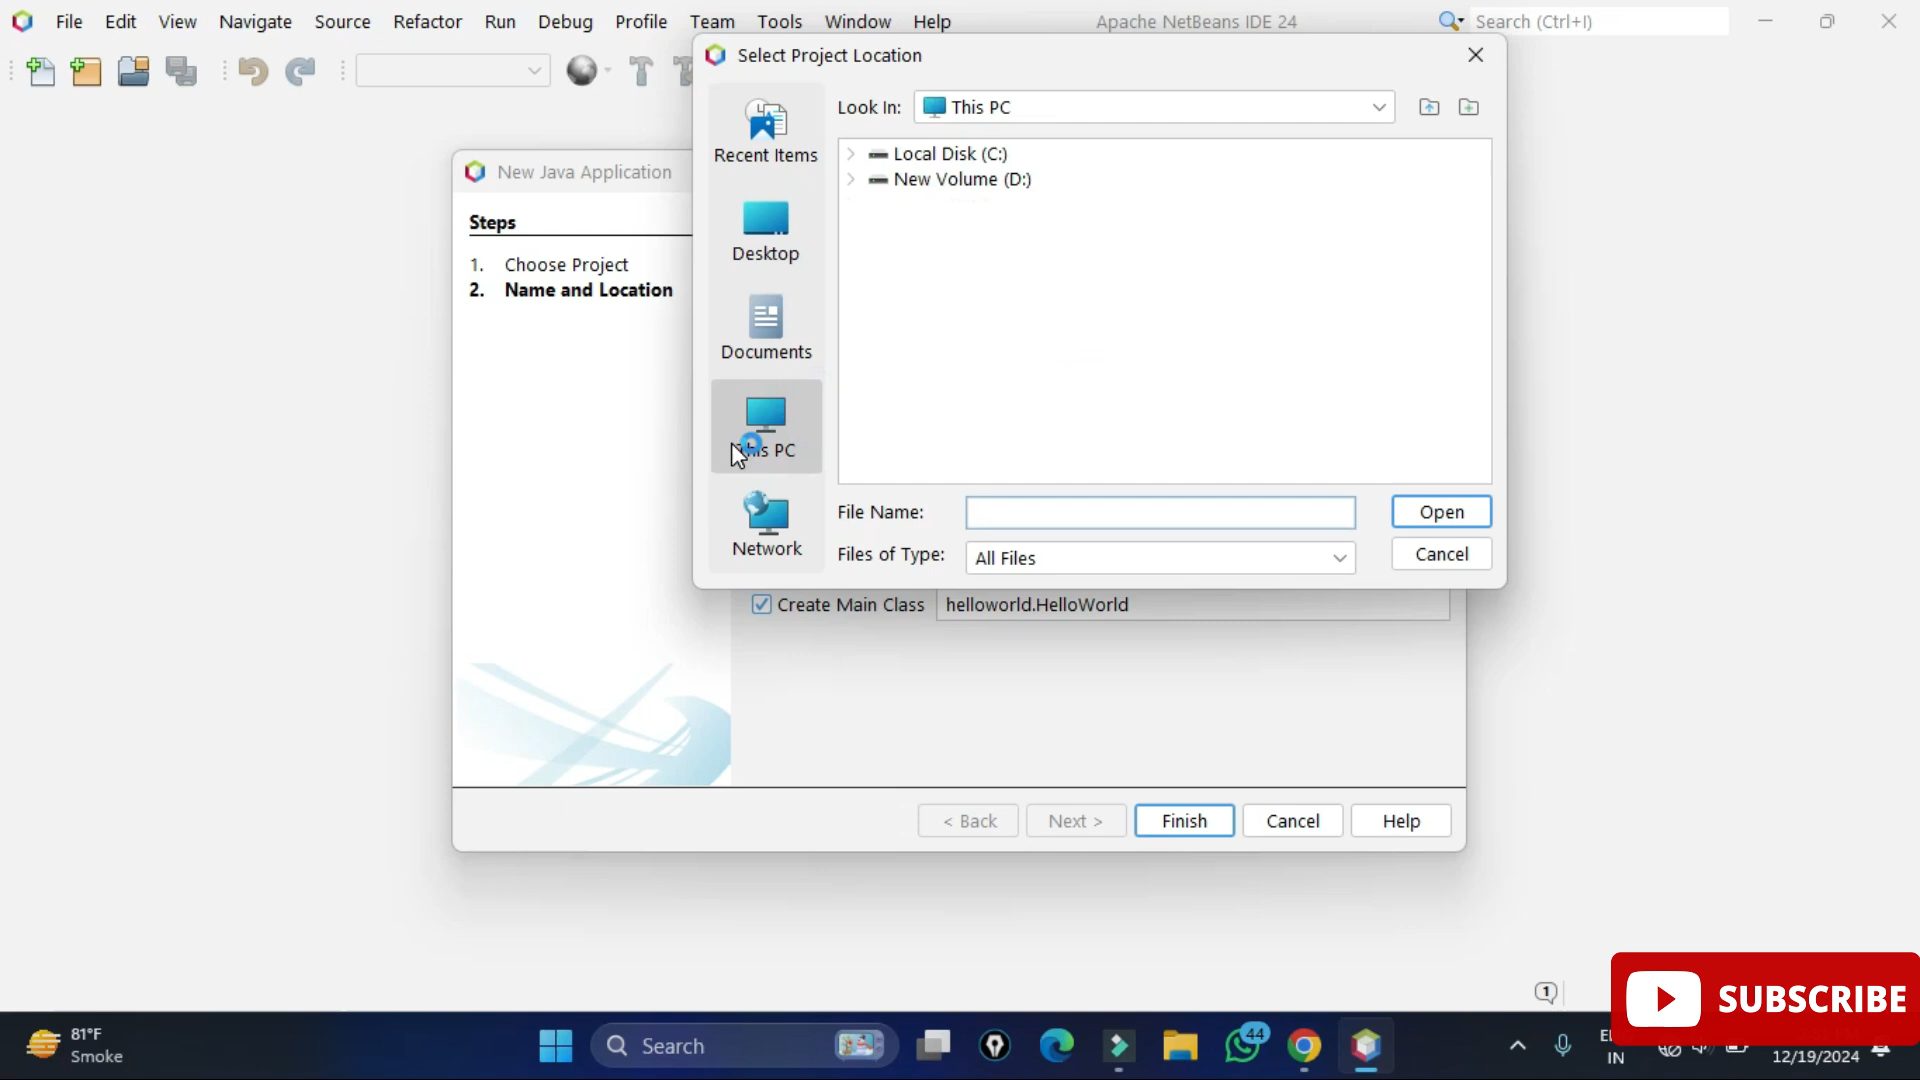 File Edit View Navigate Source Refactor Run Debug Profile Team Tools Window Help Apache NetBeans IDE 24 Search (Ctrl+I)
Select Project Location
Look In: This PC
Recent Items
Desktop
Documents
This PC
Network
Local Disk (C:)
New Volume (D:)
File Name: Open
Files of Type: All Files Cancel
New Java Application
Steps
1. Choose Project
2. Name and Location
Create Main Class helloworld.HelloWorld
< Back Next > Finish Cancel Help
1
SUBSCRIBE
81°F
Smoke
Search
44
IN
12/19/2024